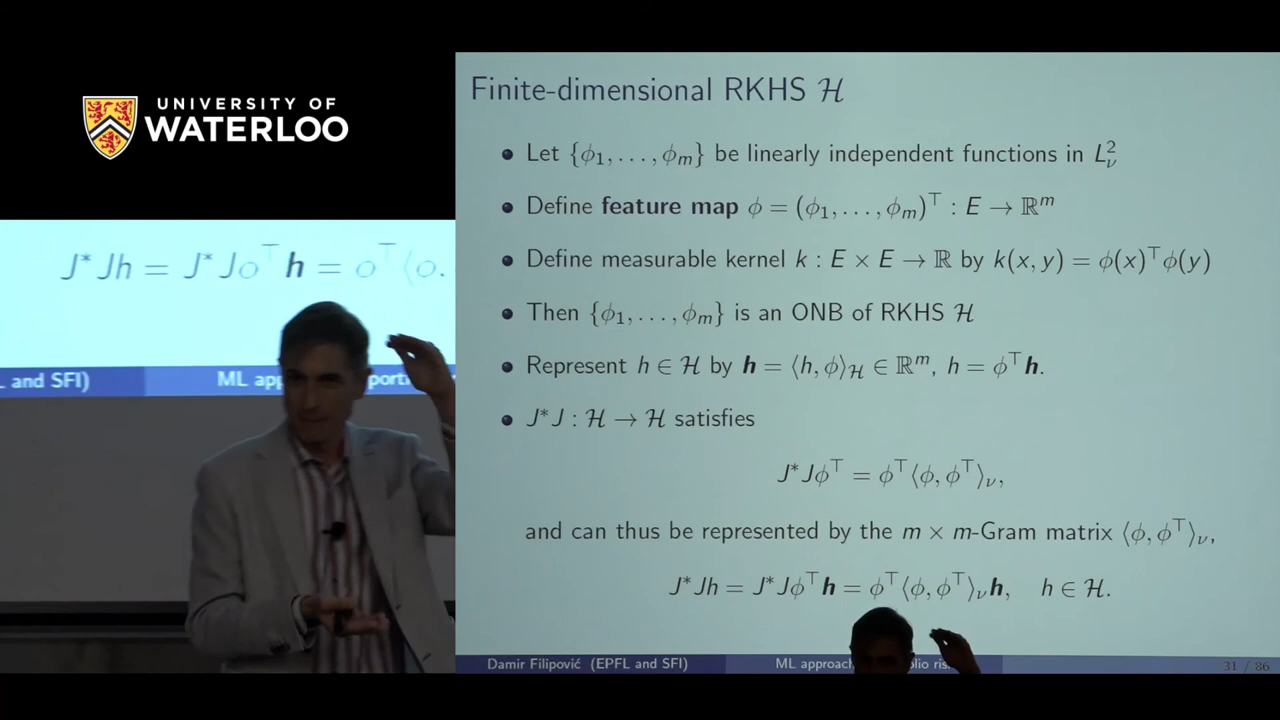 UNIVERSITY OF
WATERLOO
J*Jh = J*Jϕ⊤h = ϕ⊤⟨ϕ,
L and SFI)
ML app
Finite-dimensional RKHS ℋ
Let {ϕ₁, . . . , ϕₘ} be linearly independent functions in L²ᵥ
Define feature map ϕ = (ϕ₁, . . . , ϕₘ)⊤ : E → ℝᵐ
Define measurable kernel k : E × E → ℝ by k(x, y) = ϕ(x)⊤ϕ(y)
Then {ϕ₁, . . . , ϕₘ} is an ONB of RKHS ℋ
Represent h ∈ ℋ by h = ⟨h, ϕ⟩ℋ ∈ ℝᵐ, h = ϕ⊤h.
J*J : ℋ → ℋ satisfies
J*Jϕ⊤ = ϕ⊤⟨ϕ, ϕ⊤⟩ν,
and can thus be represented by the m × m-Gram matrix ⟨ϕ, ϕ⊤⟩ν,
J*Jh = J*Jϕ⊤h = ϕ⊤⟨ϕ, ϕ⊤⟩νh, h ∈ ℋ.
Damir Filipović (EPFL and SFI)
ML approach
olio ris
31 / 86